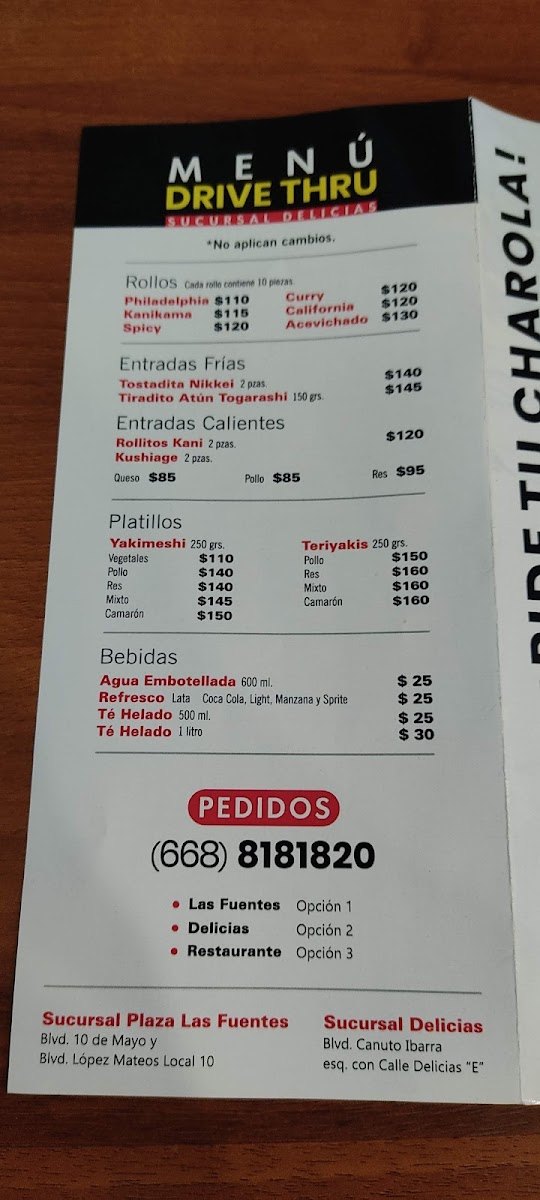 MENÚ
DRIVE THRU
SUCURSAL DELICIAS
*No aplican cambios.
Rollos Cada rollo contiene 10 piezas.
Philadelphia $110 Curry $120
Kanikama $115 California $120
Spicy $120 Acevichado $130
Entradas Frías
Tostadita Nikkei 2 pzas. $140
Tiradito Atún Togarashi 150 grs. $145
Entradas Calientes
Rollitos Kani 2 pzas. $120
Kushiage 2 pzas.
Queso $85 Pollo $85 Res $95
Platillos
Yakimeshi 250 grs.
Vegetales $110
Pollo $140
Res $140
Mixto $145
Camarón $150
Teriyakis 250 grs.
Pollo $150
Res $160
Mixto $160
Camarón $160
Bebidas
Agua Embotellada 600 ml. $ 25
Refresco Lata Coca Cola, Light, Manzana y Sprite $ 25
Té Helado 500 ml. $ 25
Té Helado 1 litro $ 30
PEDIDOS
(668) 8181820
• Las Fuentes Opción 1
• Delicias Opción 2
• Restaurante Opción 3
Sucursal Plaza Las Fuentes
Blvd. 10 de Mayo y
Blvd. López Mateos Local 10
Sucursal Delicias
Blvd. Canuto Ibarra
esq. con Calle Delicias "E"
PIDE TU CHAROLA!